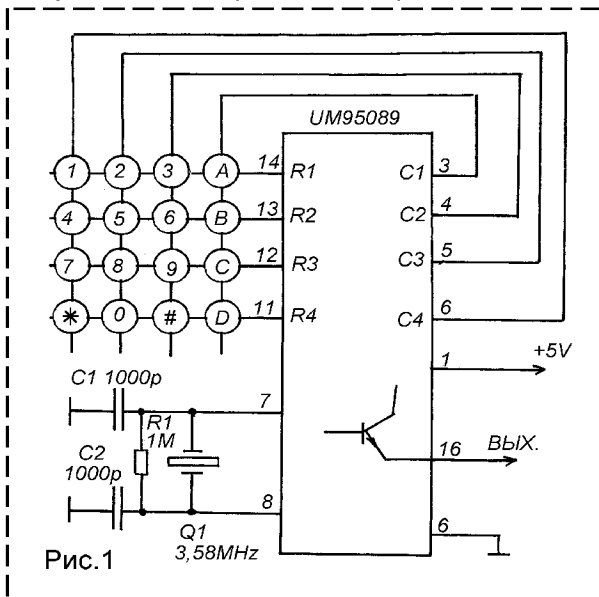 UM95089
1 2 3 A 14 R1 C1 3
4 5 6 B 13 R2 C2 4
7 8 9 C 12 R3 C3 5
* 0 # D 11 R4 C4 6
1 +5V
C1 1000p
7
R1
1M
C2
1000p
16 ВЫХ.
8
Q1
3,58MHz
6
Рис.1